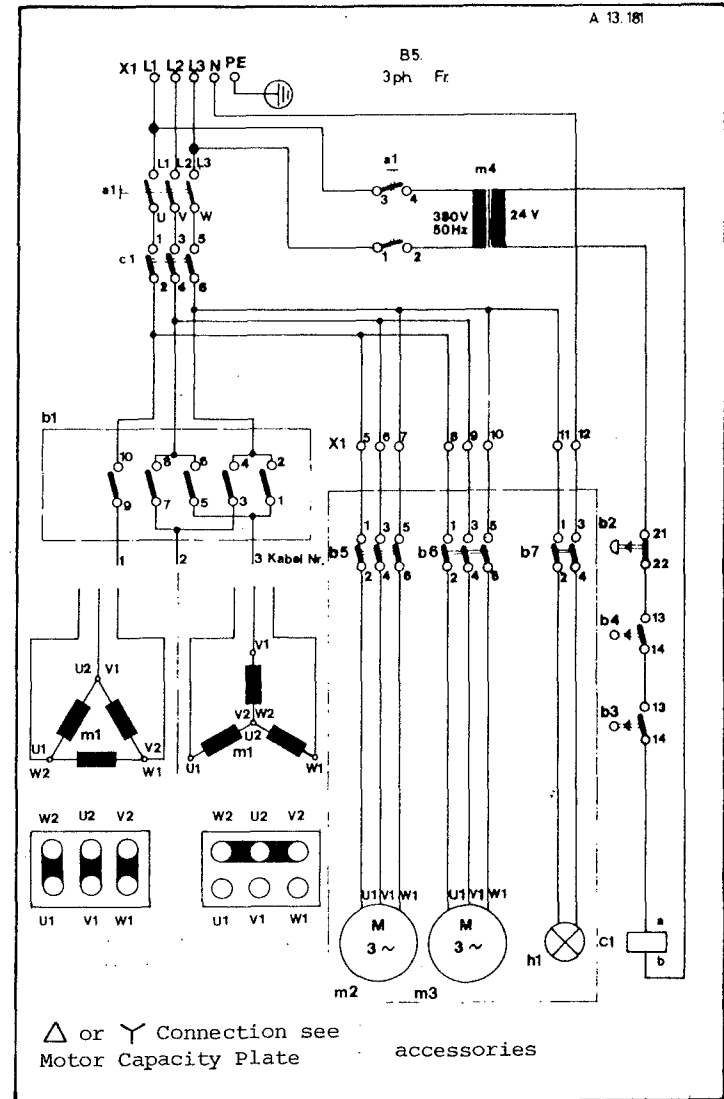 A 13.181
B5.
3ph. Fr.
X1 L1 L2 L3 N PE
L1 L2 L3
a1
U V W
a1
3 4
m4
380V
50Hz
24 V
1 2
1 3 5
c1
2 4 6
b1
10 8 6 4 2
9 7 5 3 1
1 2 3 Kabel Nr.
X1 5 6 7 8 9 10 11 12
1 3 5
b5
2 4 6
1 3 5
b6
2 4 6
1 3
b7
2 4
b2
21
22
b4
13
14
b3
13
14
U2 V1
m1
U1
W2
V2
W1
V1
V2 W2
U2
m1
U1 W1
W2 U2 V2
U1 V1 W1
W2 U2 V2
U1 V1 W1
U1 V1 W1
M
3 ~
m2
U1 V1 W1
M
3 ~
m3
h1
c1
a
b
△ or Y Connection see
Motor Capacity Plate
accessories